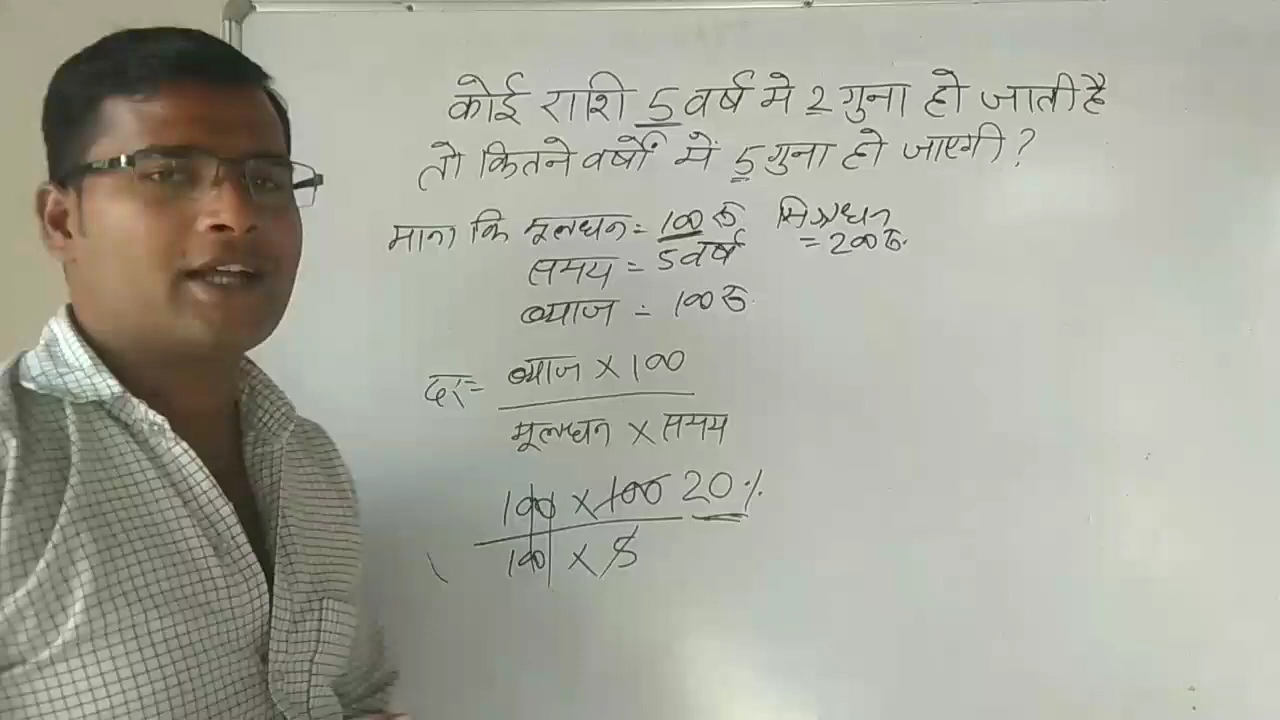 कोई राशि 5 वर्ष मे 2 गुना हो जाती है
तो कितने वर्षों में 5 गुना हो जाएगी?
माना कि मूलधन = 100 रु मिश्रधन
= 200 रु.
समय = 5 वर्ष
ब्याज = 100 रु.
दर = ब्याज × 100
मूलधन × समय
100 × 100 20%
100 × 5